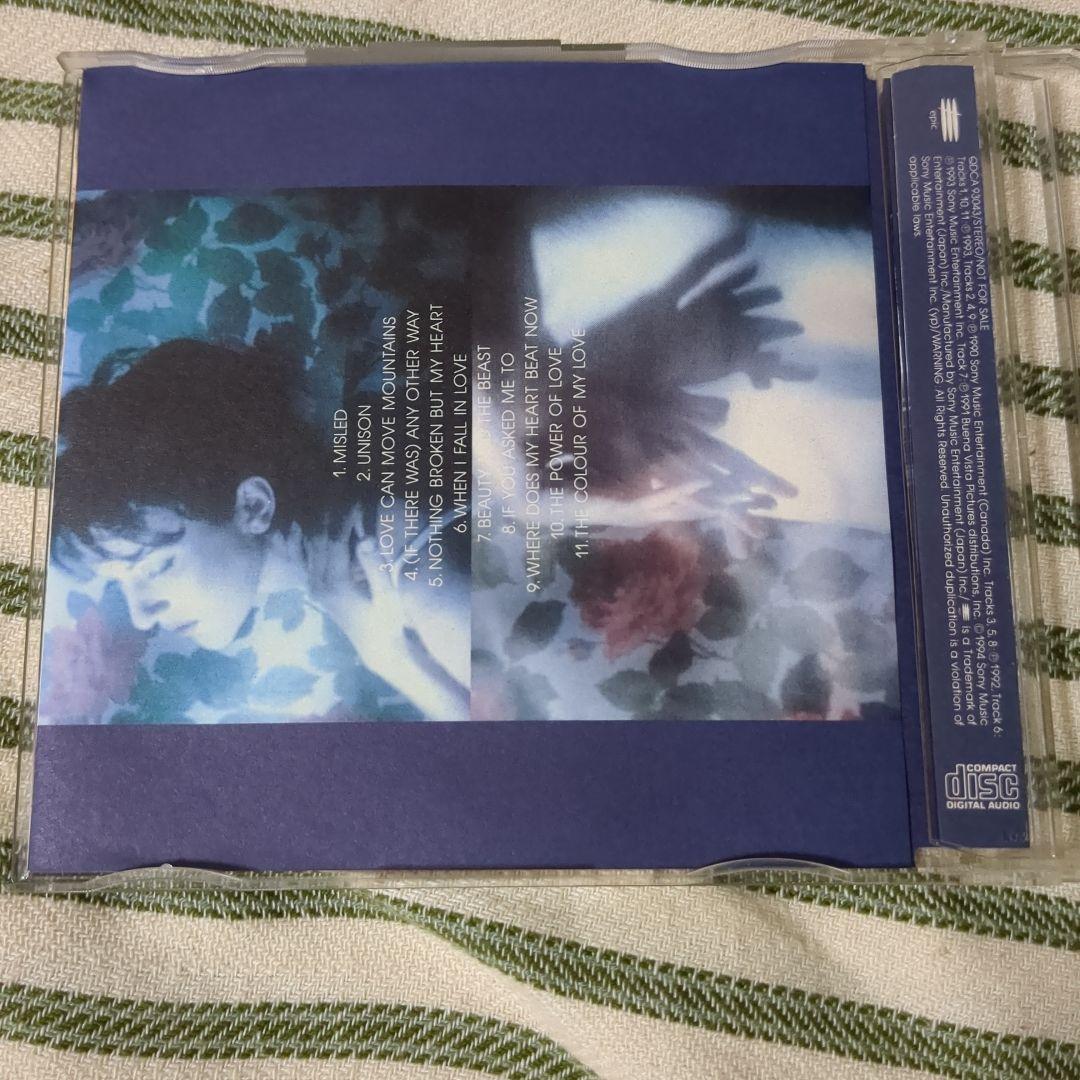 1. MISLED
2. UNISON
3. LOVE CAN MOVE MOUNTAINS
4. (IF THERE WAS) ANY OTHER WAY
5. NOTHING BROKEN BUT MY HEART
6. WHEN I FALL IN LOVE
7. BEAUTY AND THE BEAST
8. IF YOU ASKED ME TO
9. WHERE DOES MY HEART BEAT NOW
10. THE POWER OF LOVE
11. THE COLOUR OF MY LOVE
epic
QDCA 93043/STEREO/NOT FOR SALE
Tracks 1, 10, 11: ℗ 1993, Tracks 2, 4, 9: ℗ 1990 Sony Music Entertainment (Canada) Inc. Tracks 3, 5, 8: ℗ 1992, Track 6:
℗ 1993 Sony Music Entertainment Inc. Track 7: ℗ 1991 Buena Vista Pictures distributions, Inc. © 1994 Sony Music
Entertainment (Japan) Inc./Manufactured by Sony Music Entertainment (Japan) Inc./ is a Trademark of
Sony Music Entertainment Inc. (yp)/WARNING: All Rights Reserved. Unauthorized duplication is a violation of
applicable laws.
COMPACT
disc
DIGITAL AUDIO